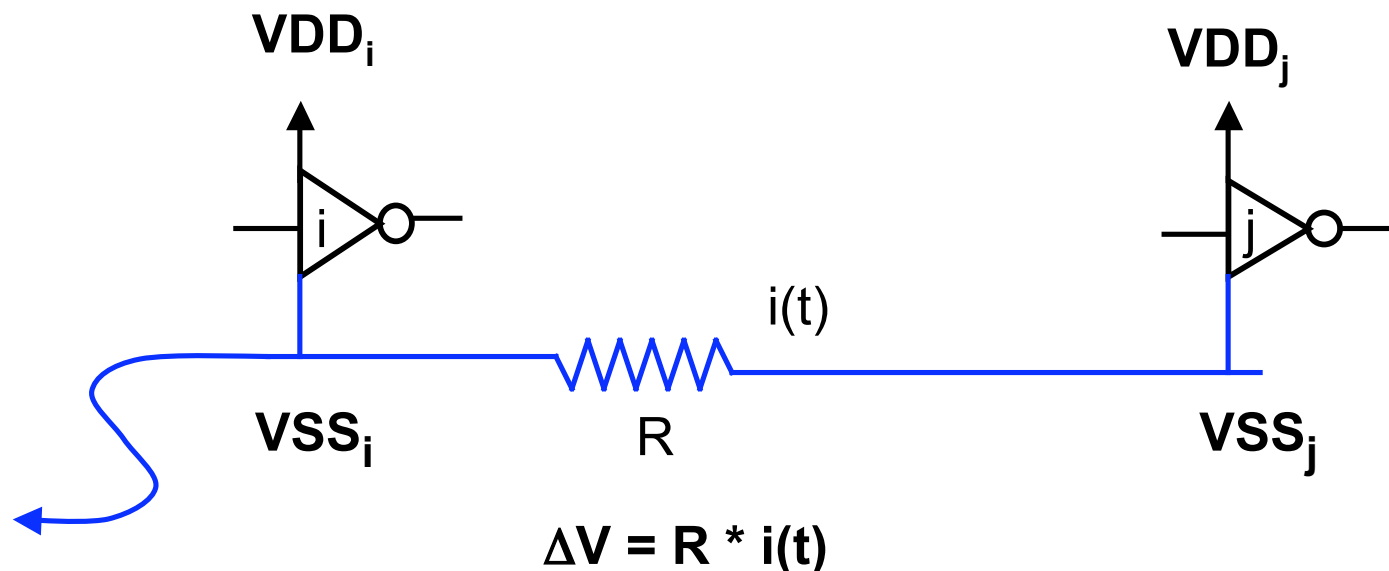 VDDi
VDDj
i
j
i(t)
VSSi
R
VSSj
ΔV = R * i(t)